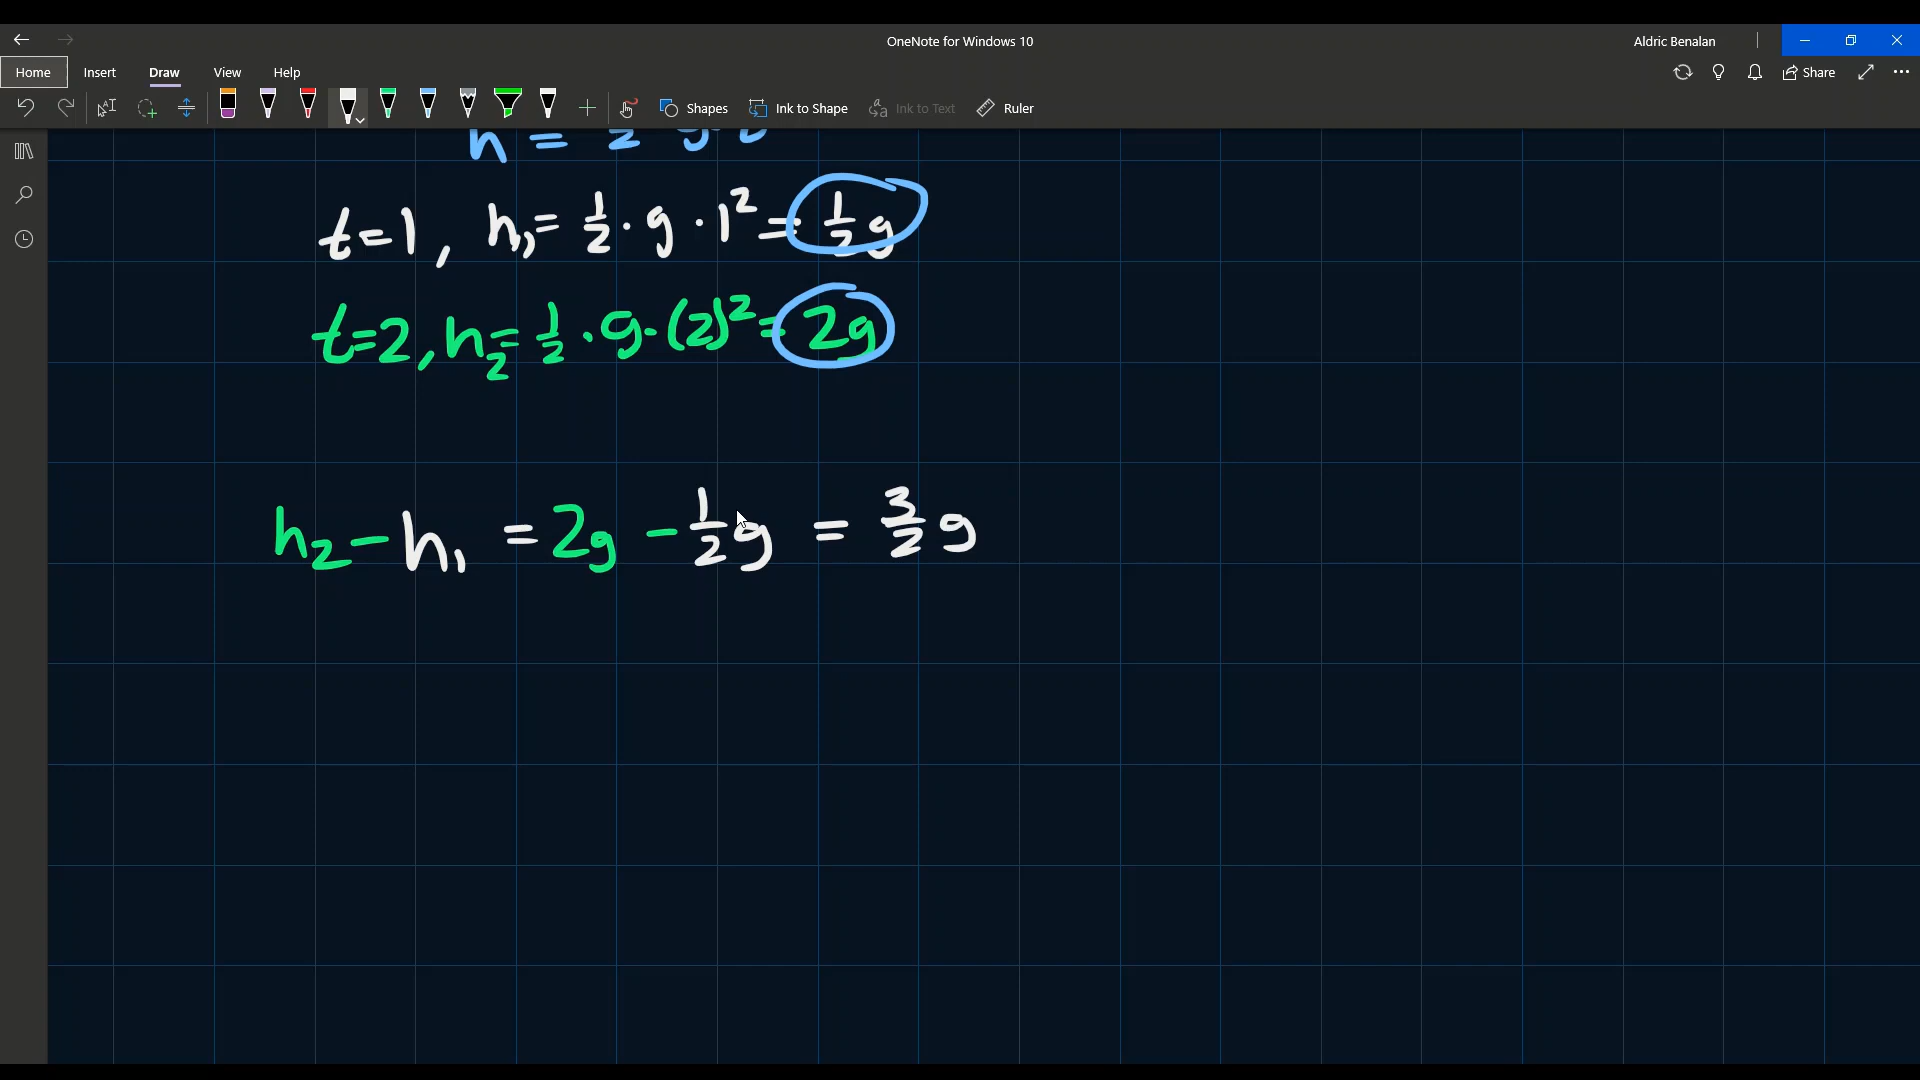 OneNote for Windows 10
Aldric Benalan
Home Insert Draw View Help
Share
Shapes Ink to Shape Ink to Text Ruler
h =
t=1, h₁= 1/2 · g · 1² = 1/2 g
t=2, h₂= 1/2 · g · (2)² = 2g
h₂ - h₁ = 2g - 1/2 g = 3/2 g